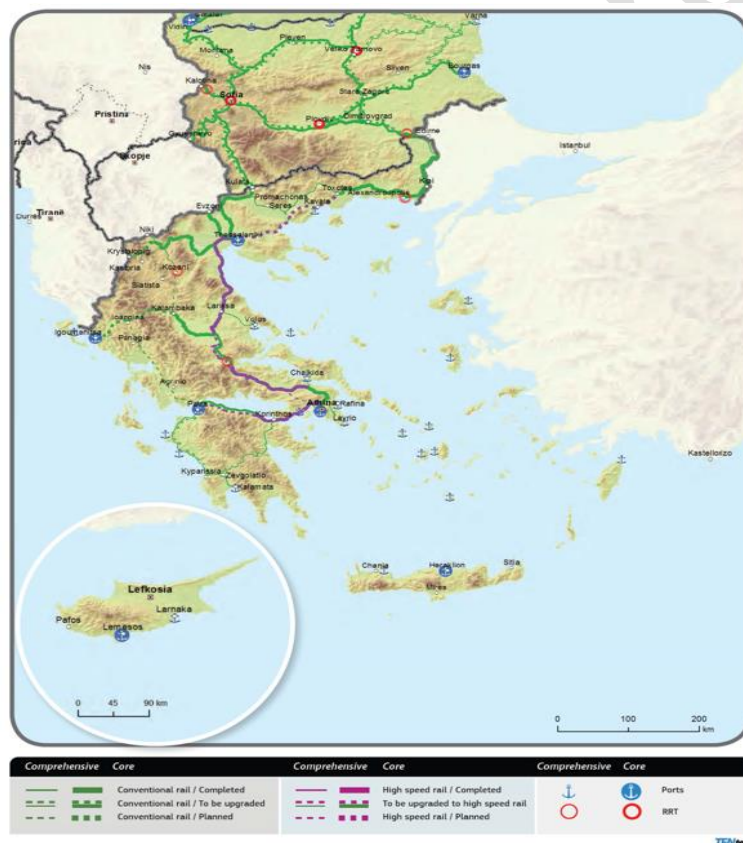 Vidin
Varna
Pleven
Montana
Veliko Tarnovo
Nis
Sliven
Bourgas
Kalotina
Sofia
Stara Zagora
Pristina
Plovdiv
Dimitrovgrad
Gyueshevo
Edirne
Istanbul
Skopje
Kulata
Promachonas
Toxotes
Alexandroupolis
Kipi
Tiranë
Durrës
Evzoni
Seres
Kavala
Niki
Thessaloniki
Krystalopigi
Kastoria
Kozani
Siatista
Kalambaka
Larissa
Ioannina
Volos
Igoumenitsa
Panagia
Chalkida
Agrinio
Patra
Korinthos
Athina
Rafina
Lavrio
Kyparissia
Zevgolatio
Kalamata
Kastellorizo
Chania
Heraklion
Sitia
Lefkosia
Larnaka
Pafos
Lemesos
0 45 90 km
0 100 200
km
Comprehensive Core Comprehensive Core Comprehensive Core
Conventional rail / Completed High speed rail / Completed Ports
Conventional rail / To be upgraded To be upgraded to high speed rail
Conventional rail / Planned High speed rail / Planned RRT